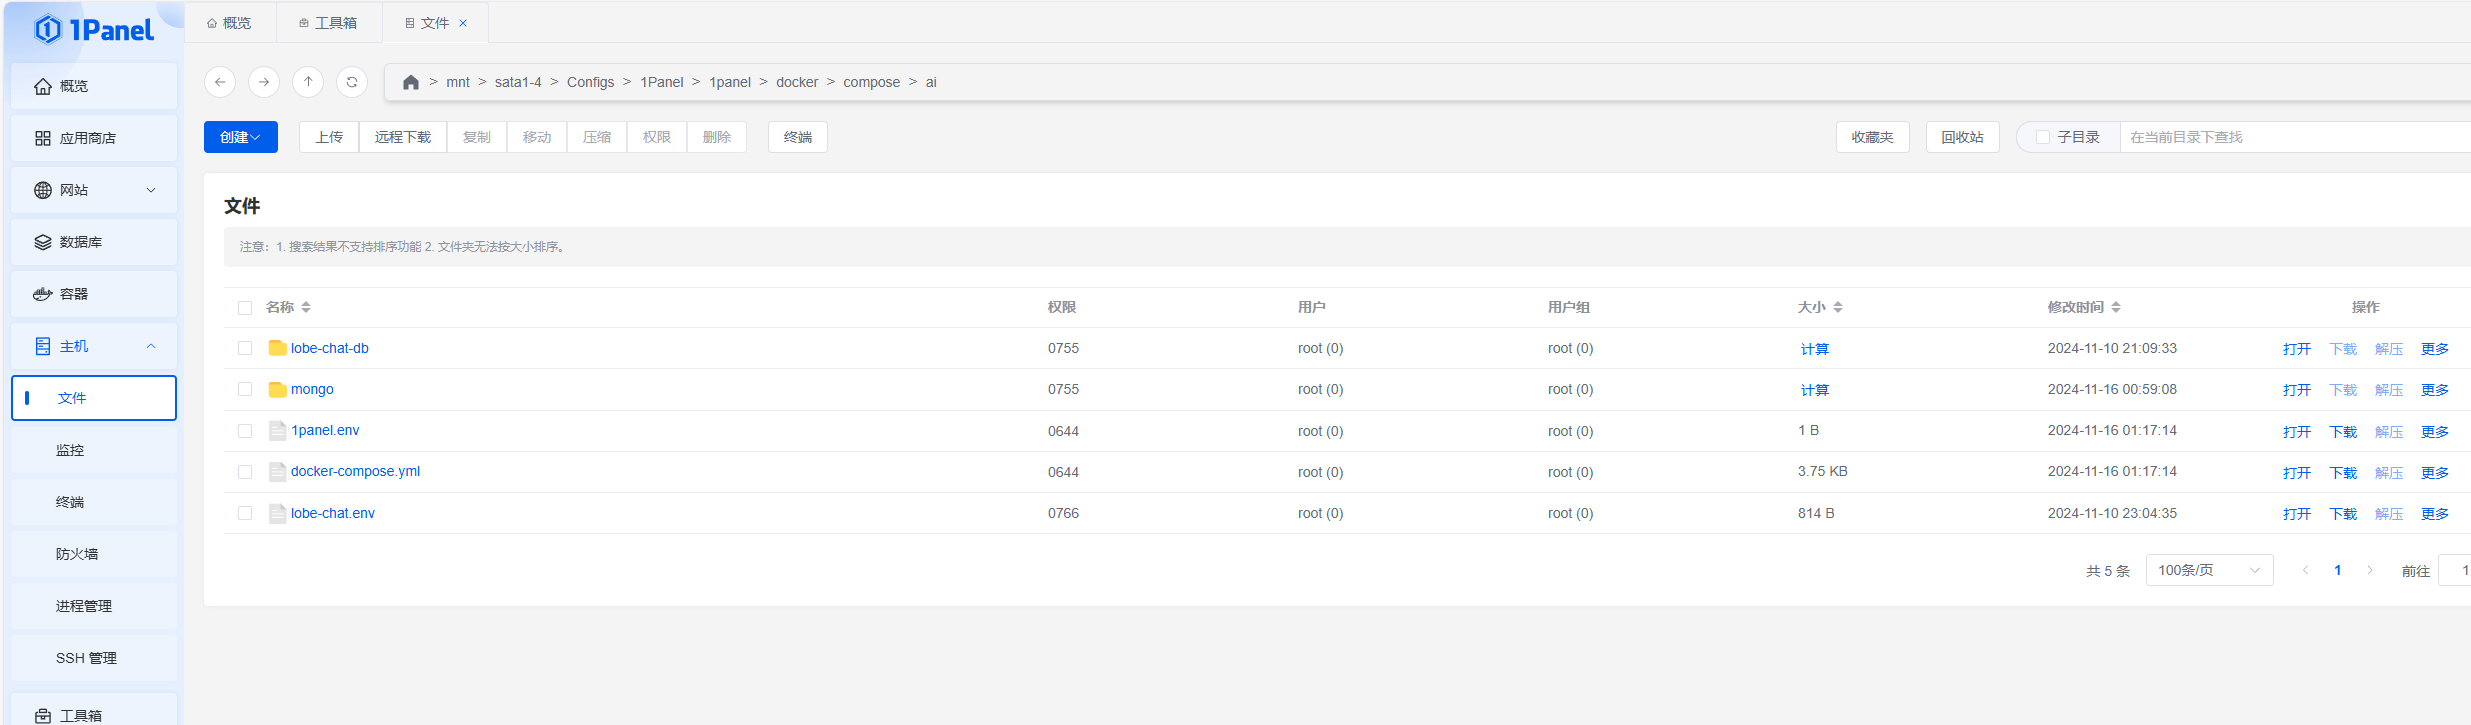 1Panel
概览 工具箱 文件
概览
应用商店
网站
数据库
容器
主机
文件
监控
终端
防火墙
进程管理
SSH 管理
工具箱
> mnt > sata1-4 > Configs > 1Panel > 1panel > docker > compose > ai
创建 上传 远程下载 复制 移动 压缩 权限 删除 终端 收藏夹 回收站 子目录 在当前目录下查找
文件
注意：1. 搜索结果不支持排序功能 2. 文件夹无法按大小排序。
名称 权限 用户 用户组 大小 修改时间 操作
lobe-chat-db 0755 root (0) root (0) 计算 2024-11-10 21:09:33 打开 下载 解压 更多
mongo 0755 root (0) root (0) 计算 2024-11-16 00:59:08 打开 下载 解压 更多
1panel.env 0644 root (0) root (0) 1 B 2024-11-16 01:17:14 打开 下载 解压 更多
docker-compose.yml 0644 root (0) root (0) 3.75 KB 2024-11-16 01:17:14 打开 下载 解压 更多
lobe-chat.env 0766 root (0) root (0) 814 B 2024-11-10 23:04:35 打开 下载 解压 更多
共 5 条 100条/页 1 前往 1